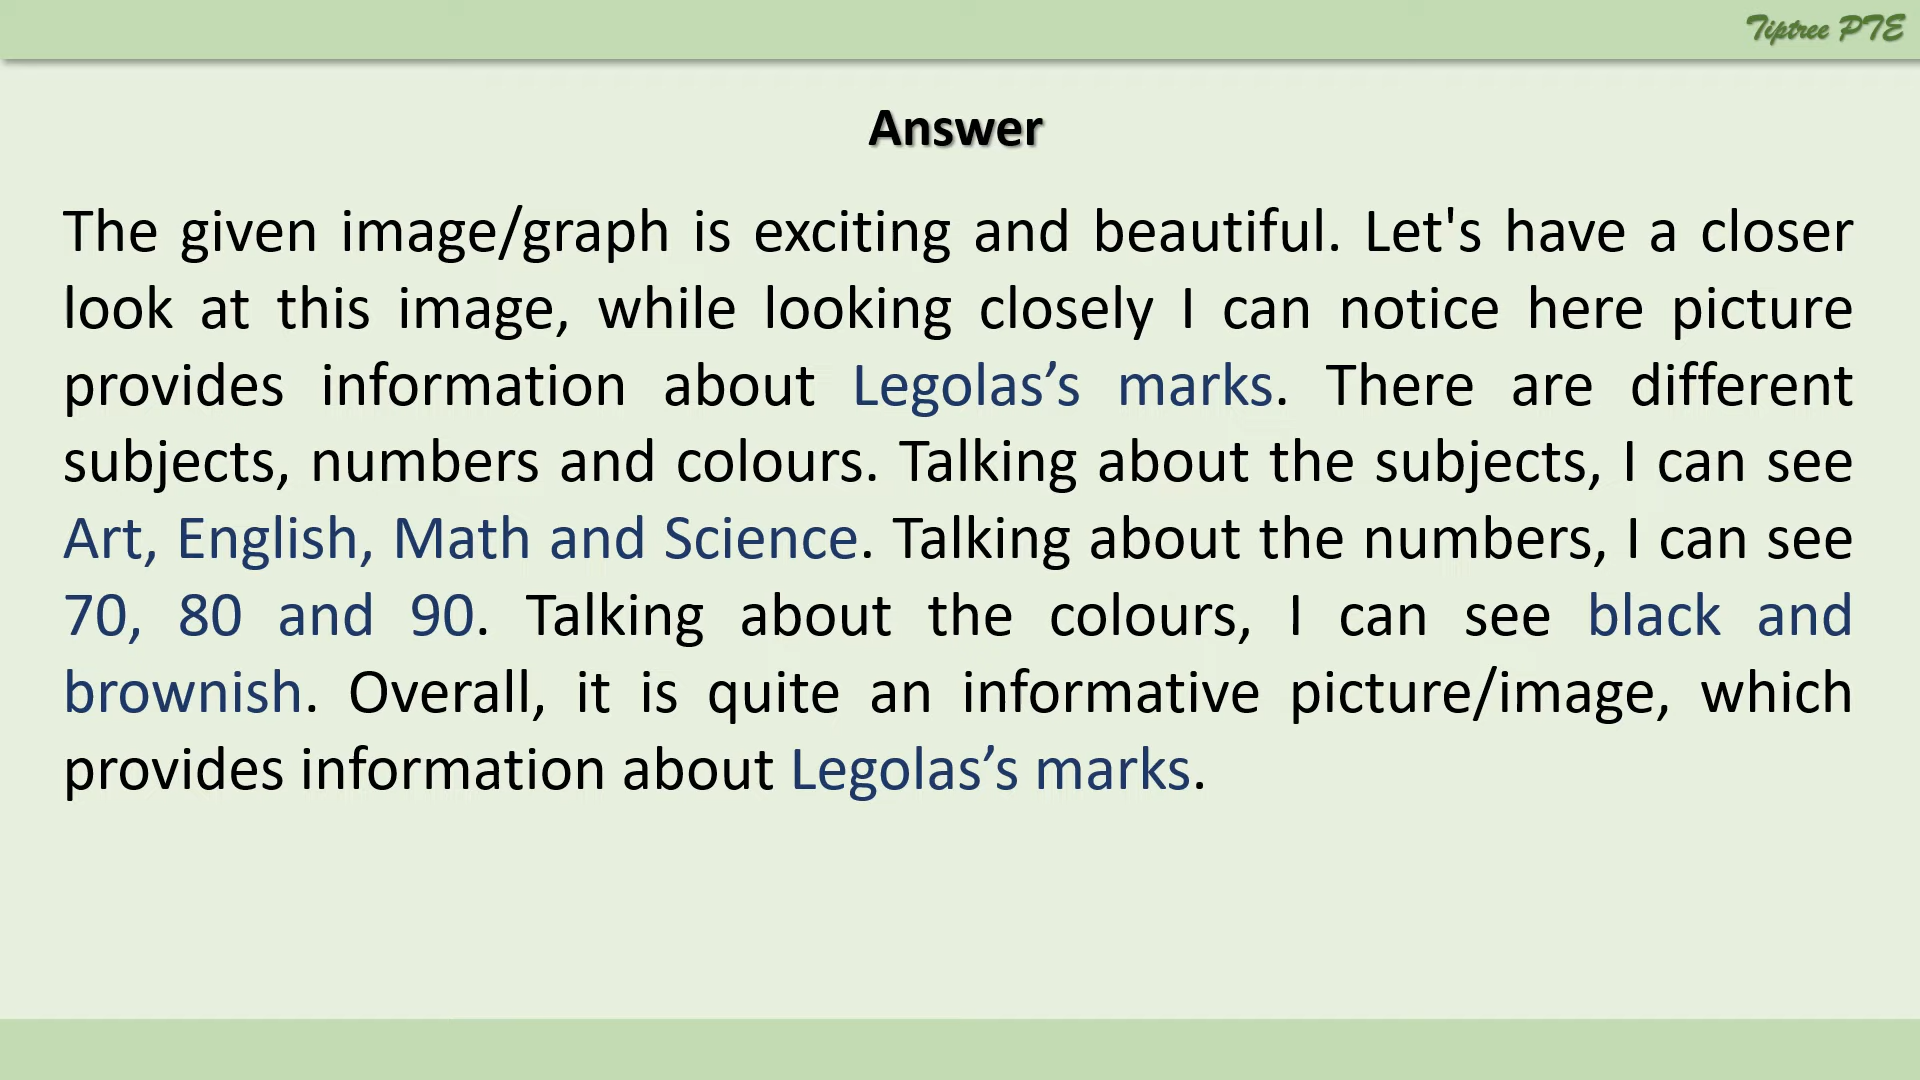 Tiptree PTE
Answer
The given image/graph is exciting and beautiful. Let's have a closer
look at this image, while looking closely I can notice here picture
provides information about Legolas’s marks. There are different
subjects, numbers and colours. Talking about the subjects, I can see
Art, English, Math and Science. Talking about the numbers, I can see
70, 80 and 90. Talking about the colours, I can see black and
brownish. Overall, it is quite an informative picture/image, which
provides information about Legolas’s marks.